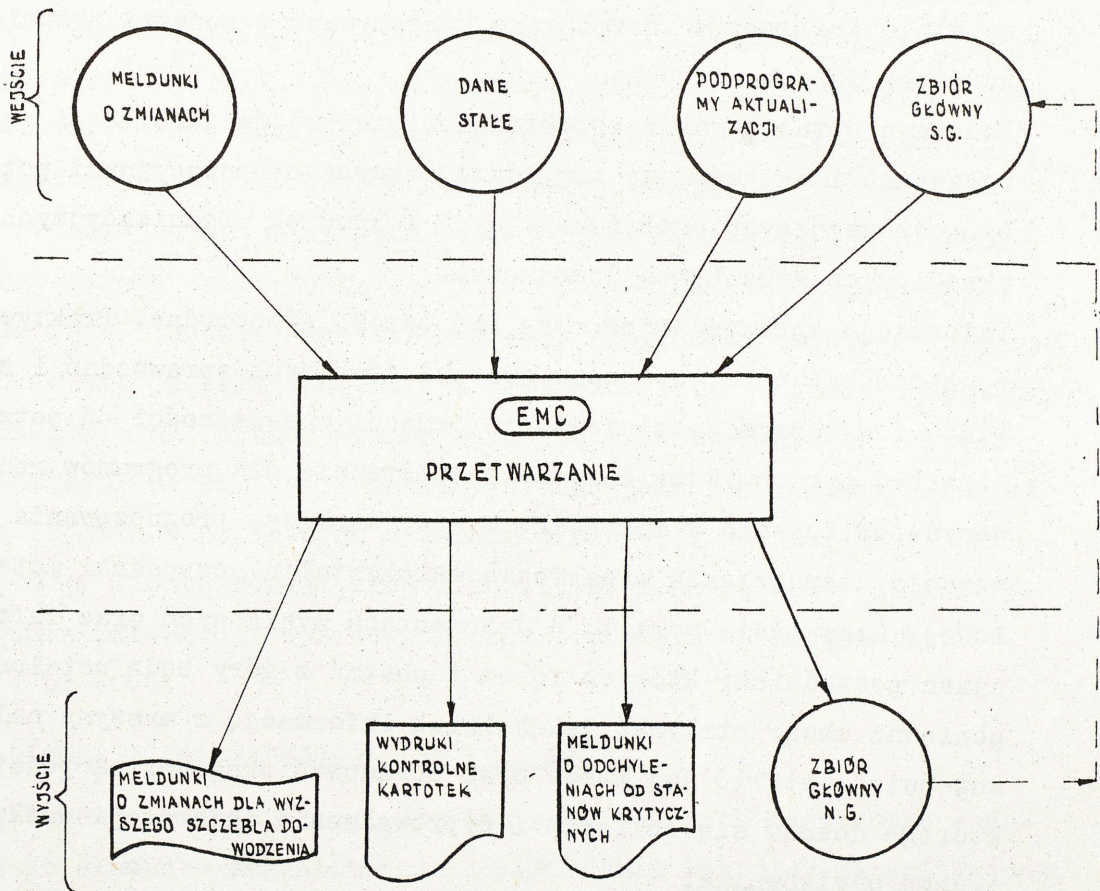 WEJŚCIE
MELDUNKI
O ZMIANACH
DANE
STAŁE
PODPROGRA-
MY AKTUALI-
ZACJI
ZBIÓR
GŁÓWNY
S.G.
EMC
PRZETWARZANIE
WYJŚCIE
MELDUNKI
O ZMIANACH DLA WYŻ-
SZEGO SZCZEBLA DO-
WODZENIA
WYDRUKI
KONTROLNE
KARTOTEK
MELDUNKI
O ODCHYLE-
NIACH OD STA-
NÓW KRYTYCZ-
NYCH
ZBIÓR
GŁÓWNY
N.G.